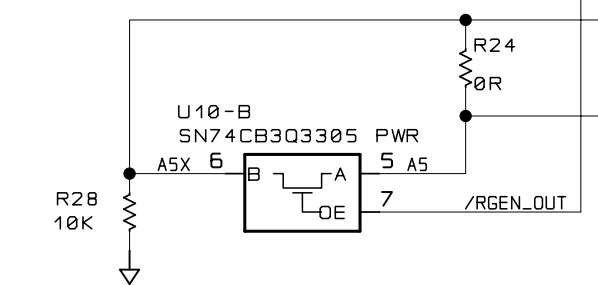 R24
0R
U10-B
SN74CB3Q3305 PWR
A5X 6 B A 5 A5
R28
10K
OE 7 /RGEN_OUT